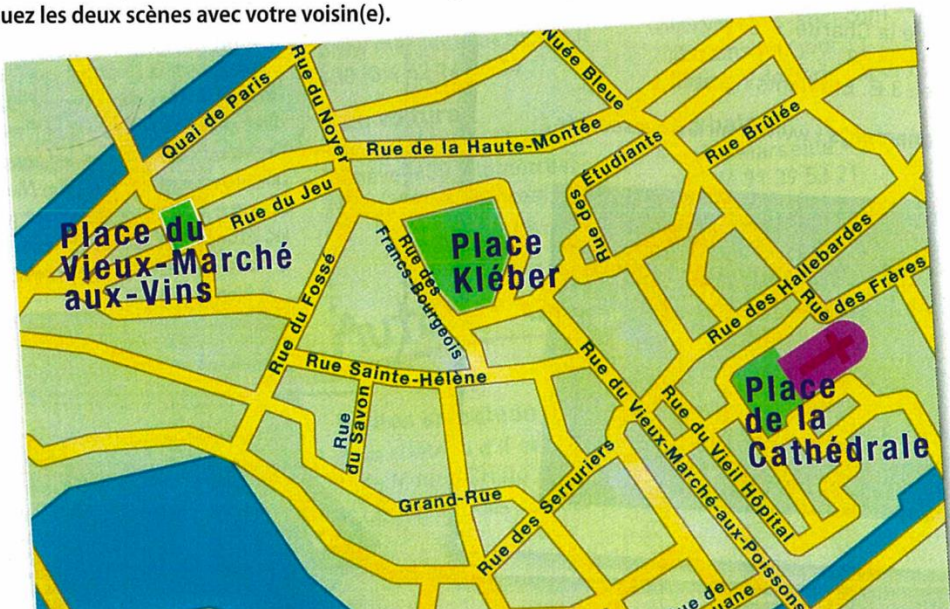 uez les deux scènes avec votre voisin(e).
Nuée Bleue
Rue du Noyer
Quai de Paris
Rue de la Haute-Montée
Rue Brûlée
Rue des Étudiants
Rue du Jeu
Place du
Vieux-Marché
aux-Vins
Place
Kléber
Rue des
Francs-Bourgeois
Rue du Fossé
Rue des Hallebardes
Rue des Frères
Rue Sainte-Hélène
Rue
du Savon
Rue du Vieux-Marché-aux-Poissons
Rue du Vieil Hôpital
Place
de la
Cathédrale
Grand-Rue
Rue des Serruriers
ue de
uane